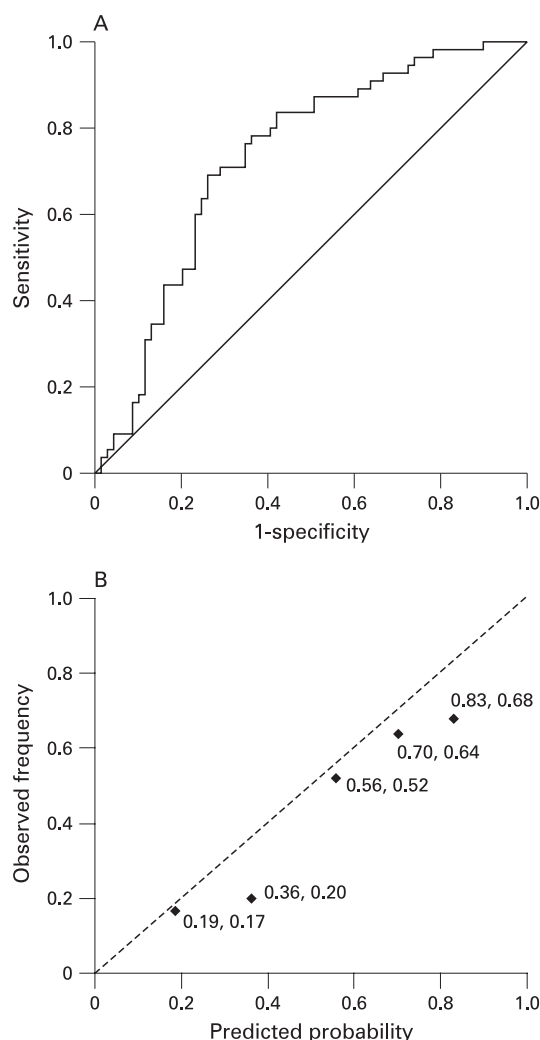 A
1.0
0.8
0.6
0.4
0.2
0
Sensitivity
0 0.2 0.4 0.6 0.8 1.0
1-specificity
B
1.0
0.8
0.6
0.4
0.2
0
Observed frequency
0.83, 0.68
0.70, 0.64
0.56, 0.52
0.36, 0.20
0.19, 0.17
0 0.2 0.4 0.6 0.8 1.0
Predicted probability